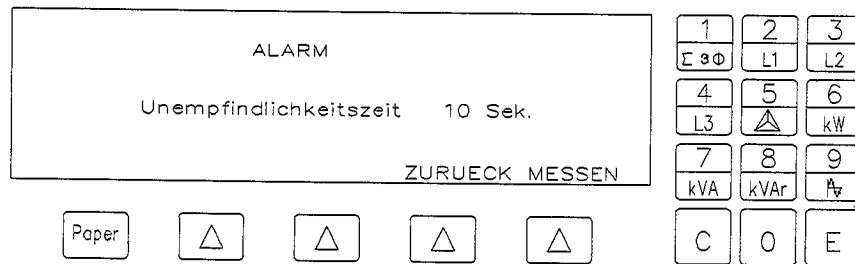 ALARM
Unempfindlichkeitszeit 10 Sek.
ZURUECK MESSEN
Paper
1 2 3
Σ 3Φ L1 L2
4 5 6
L3 kW
7 8 9
kVA kVAr
C 0 E